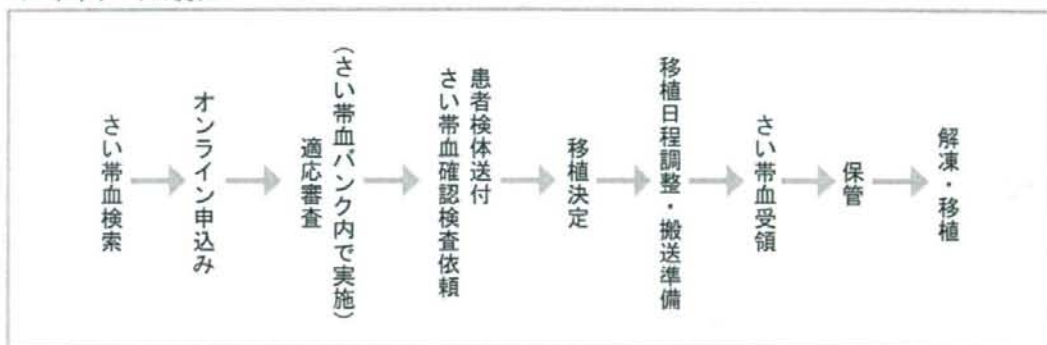 さい帯血検索
オンライン申込み
適応審査
(さい帯血バンク内で実施)
患者検体送付
さい帯血確認検査依頼
移植決定
移植日程調整・搬送準備
さい帯血受領
保管
解凍・移植